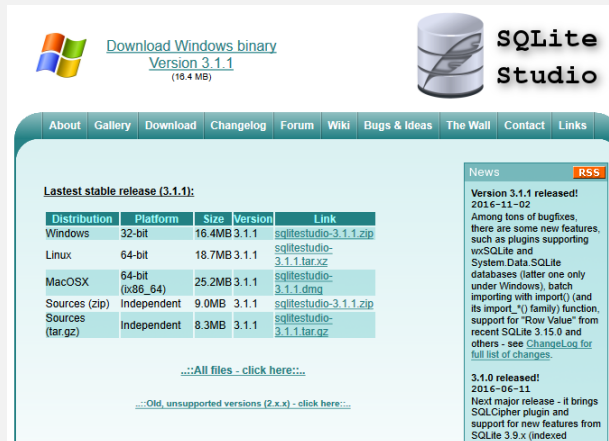 Download Windows binary
Version 3.1.1
(16.4 MB)
SQLite
Studio
About Gallery Download Changelog Forum Wiki Bugs & Ideas The Wall Contact Links
Lastest stable release (3.1.1):
Distribution Platform Size Version Link
Windows 32-bit 16.4MB 3.1.1 sqlitestudio-3.1.1.zip
Linux 64-bit 18.7MB 3.1.1 sqlitestudio-
3.1.1.tar.xz
MacOSX 64-bit
(ix86_64) 25.2MB 3.1.1 sqlitestudio-
3.1.1.dmg
Sources (zip) Independent 9.0MB 3.1.1 sqlitestudio-3.1.1.zip
Sources
(tar.gz) Independent 8.3MB 3.1.1 sqlitestudio-
3.1.1.tar.gz
..::All files - click here::..
..::Old, unsupported versions (2.x.x) - click here::..
News RSS
Version 3.1.1 released!
2016-11-02
Among tons of bugfixes,
there are some new features,
such as plugins supporting
wxSQLite and
System.Data.SQLite
databases (latter one only
under Windows), batch
importing with import() (and
its import_*() family) function,
support for "Row Value" from
recent SQLite 3.15.0 and
others - see ChangeLog for
full list of changes.
3.1.0 released!
2016-06-11
Next major release - it brings
SQLCipher plugin and
support for new features from
SQLite 3.9.x (indexed